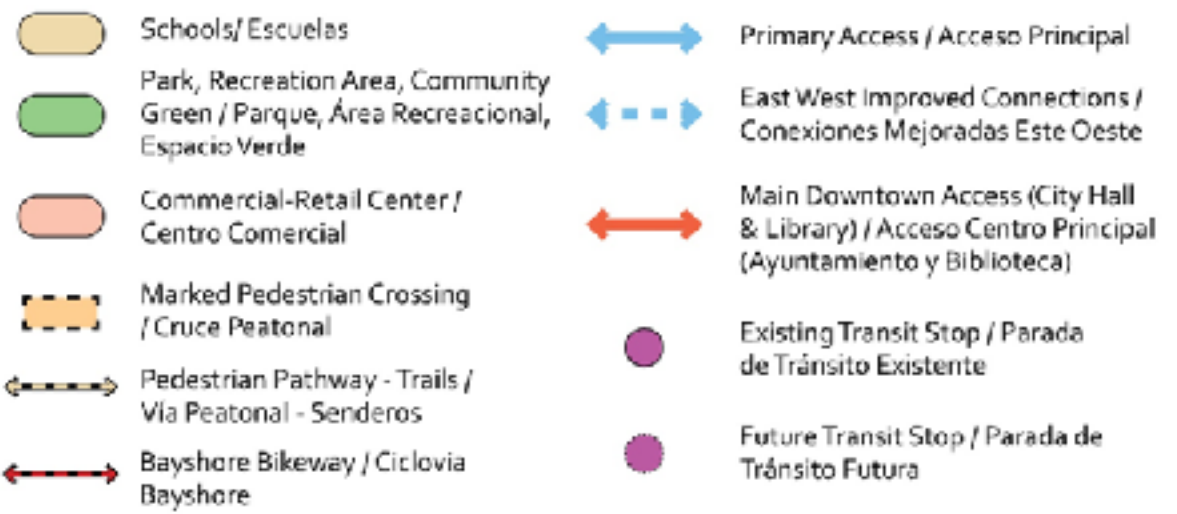 Schools/ Escuelas
Park, Recreation Area, Community
Green / Parque, Área Recreacional,
Espacio Verde
Commercial-Retail Center /
Centro Comercial
Marked Pedestrian Crossing
/ Cruce Peatonal
Pedestrian Pathway - Trails /
Vía Peatonal - Senderos
Bayshore Bikeway / Ciclovia
Bayshore
Primary Access / Acceso Principal
East West Improved Connections /
Conexiones Mejoradas Este Oeste
Main Downtown Access (City Hall
& Library) / Acceso Centro Principal
(Ayuntamiento y Biblioteca)
Existing Transit Stop / Parada
de Tránsito Existente
Future Transit Stop / Parada de
Tránsito Futura